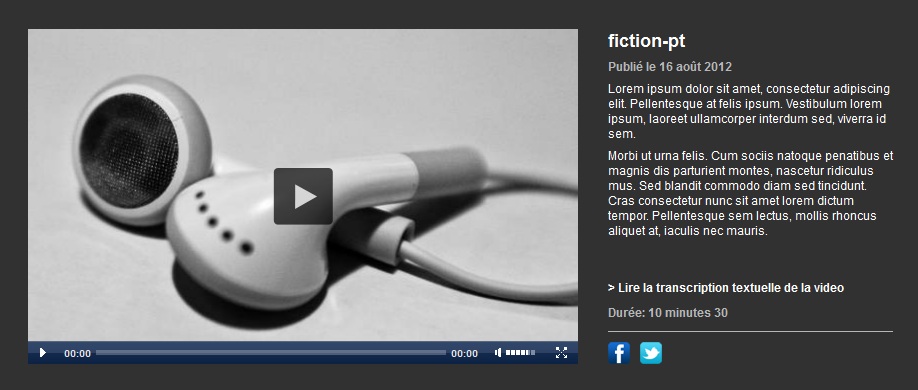 fiction-pt
Publié le 16 août 2012
Lorem ipsum dolor sit amet, consectetur adipiscing
elit. Pellentesque at felis ipsum. Vestibulum lorem
ipsum, laoreet ullamcorper interdum sed, viverra id
sem.
Morbi ut urna felis. Cum sociis natoque penatibus et
magnis dis parturient montes, nascetur ridiculus
mus. Sed blandit commodo diam sed tincidunt.
Cras consectetur nunc sit amet lorem dictum
tempor. Pellentesque sem lectus, mollis rhoncus
aliquet at, iaculis nec mauris.
> Lire la transcription textuelle de la video
Durée: 10 minutes 30
00:00 00:00